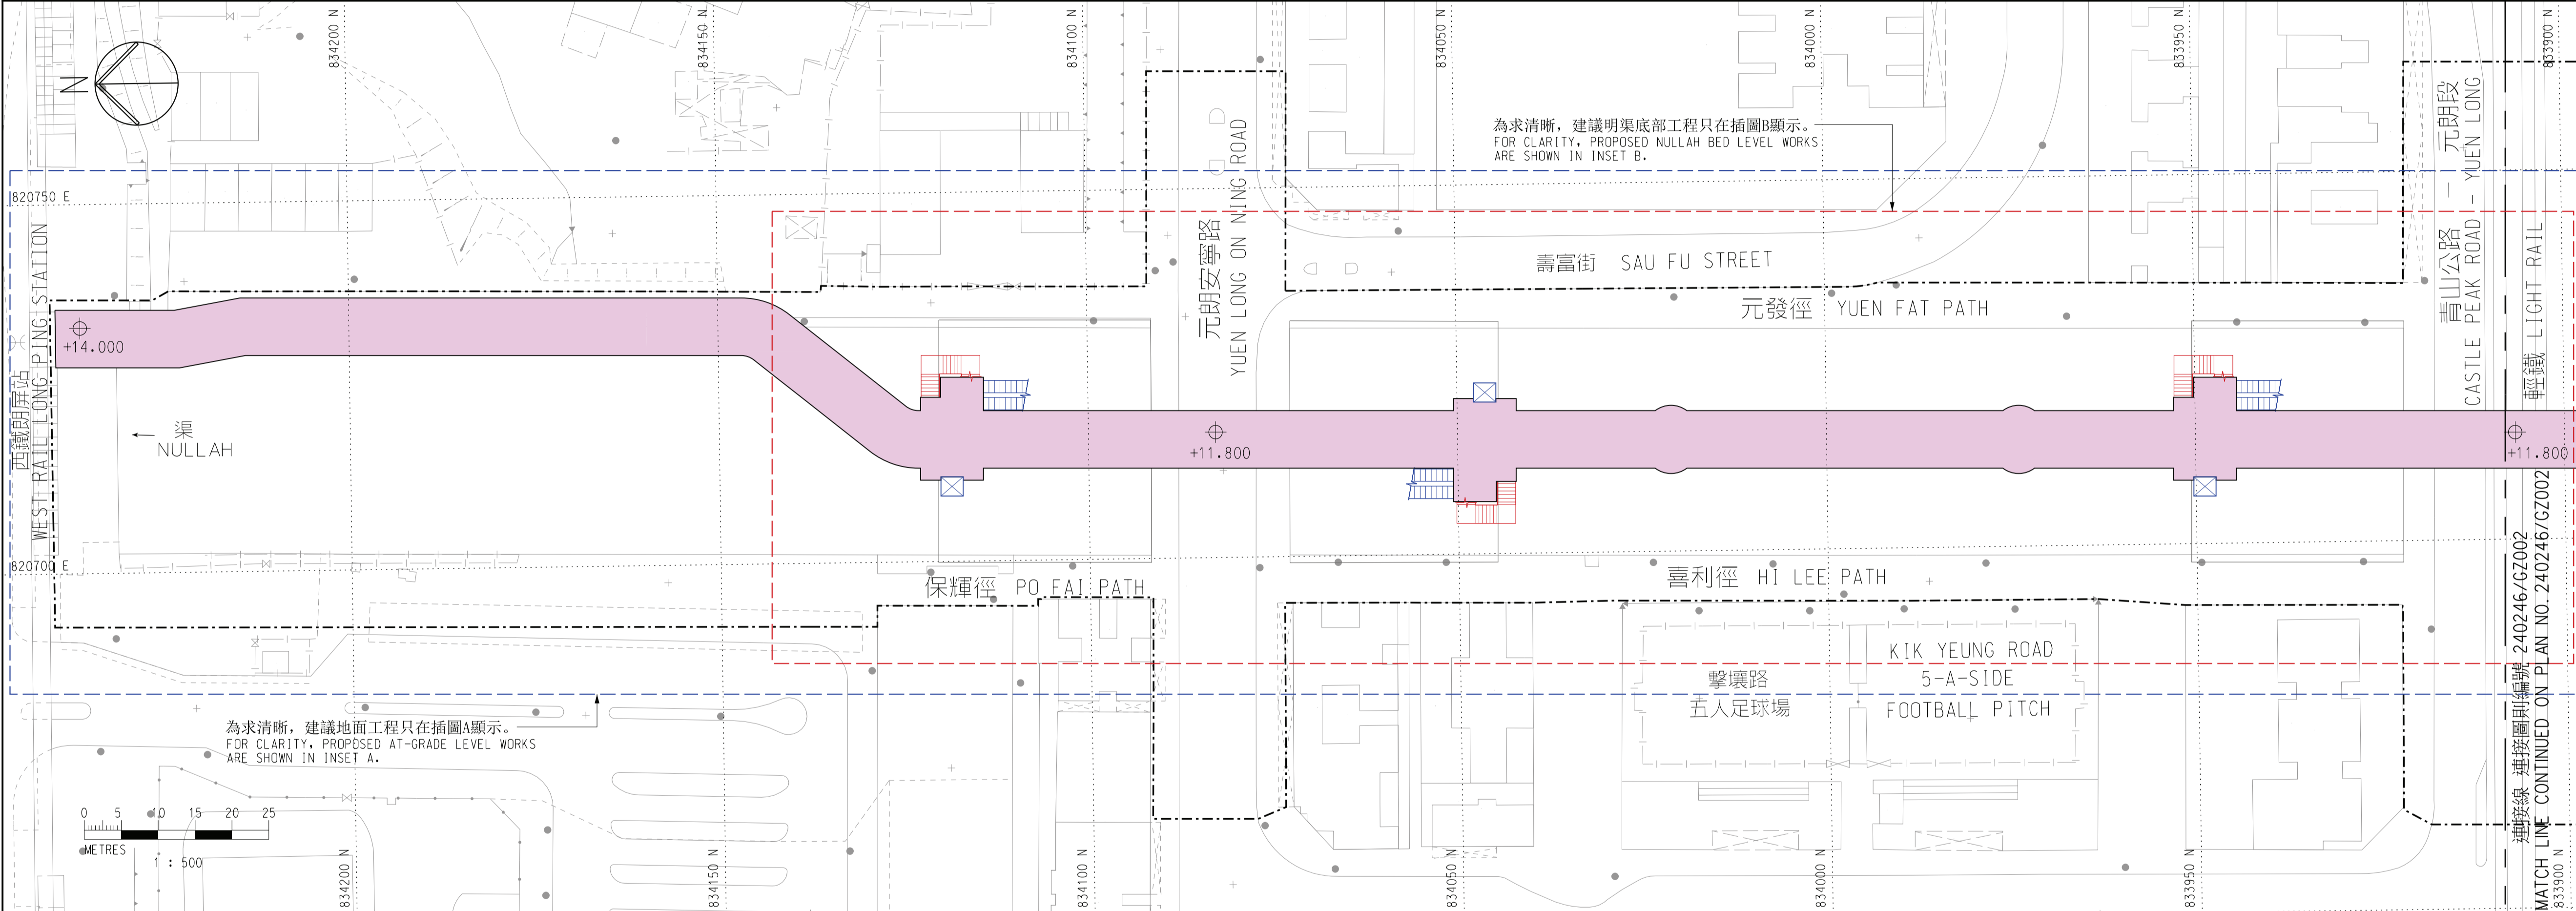 834200 N
834150 N
834100 N
834050 N
834000 N
833950 N
833900 N
N
820750 E
西鐵朗屏站
WEST RAIL LONG PING STATION
+14.000
渠
NULLAH
元朗安寧路
YUEN LONG ON NING ROAD
為求清晰，建議明渠底部工程只在插圖B顯示。
FOR CLARITY, PROPOSED NULLAH BED LEVEL WORKS
ARE SHOWN IN INSET B.
壽富街 SAU FU STREET
元發徑 YUEN FAT PATH
青山公路 － 元朗段
CASTLE PEAK ROAD - YUEN LONG
輕鐵 LIGHT RAIL
+11.800
+11.800
820700 E
保輝徑 PO FAI PATH
喜利徑 HI LEE PATH
擊壤路
五人足球場
KIK YEUNG ROAD
5-A-SIDE
FOOTBALL PITCH
連接線 連接圖則編號 240246/GZ002
MATCH LINE CONTINUED ON PLAN NO. 240246/GZ002
為求清晰，建議地面工程只在插圖A顯示。
FOR CLARITY, PROPOSED AT-GRADE LEVEL WORKS
ARE SHOWN IN INSET A.
0 5 10 15 20 25
METRES
1 : 500
834200 N
834150 N
834100 N
834050 N
834000 N
833950 N
833900 N